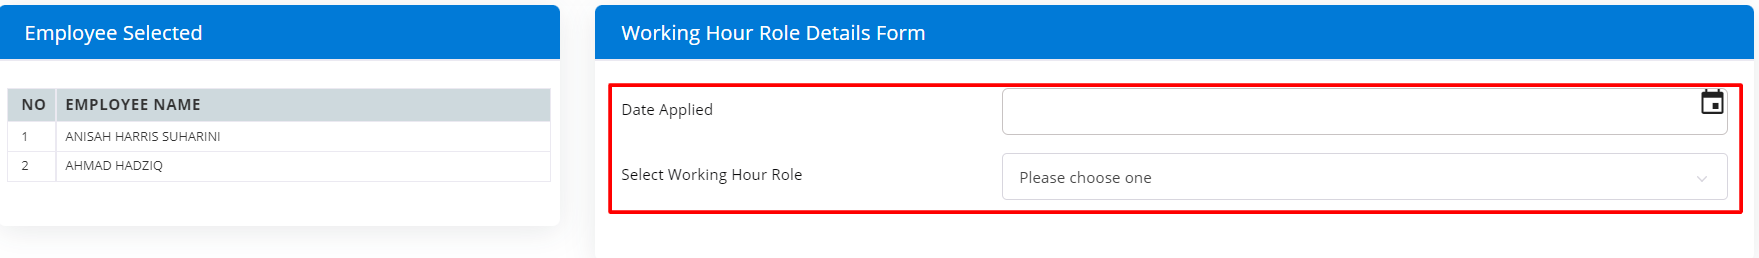 Employee Selected
NO EMPLOYEE NAME
1 ANISAH HARRIS SUHARINI
2 AHMAD HADZIQ
Working Hour Role Details Form
Date Applied
Select Working Hour Role Please choose one